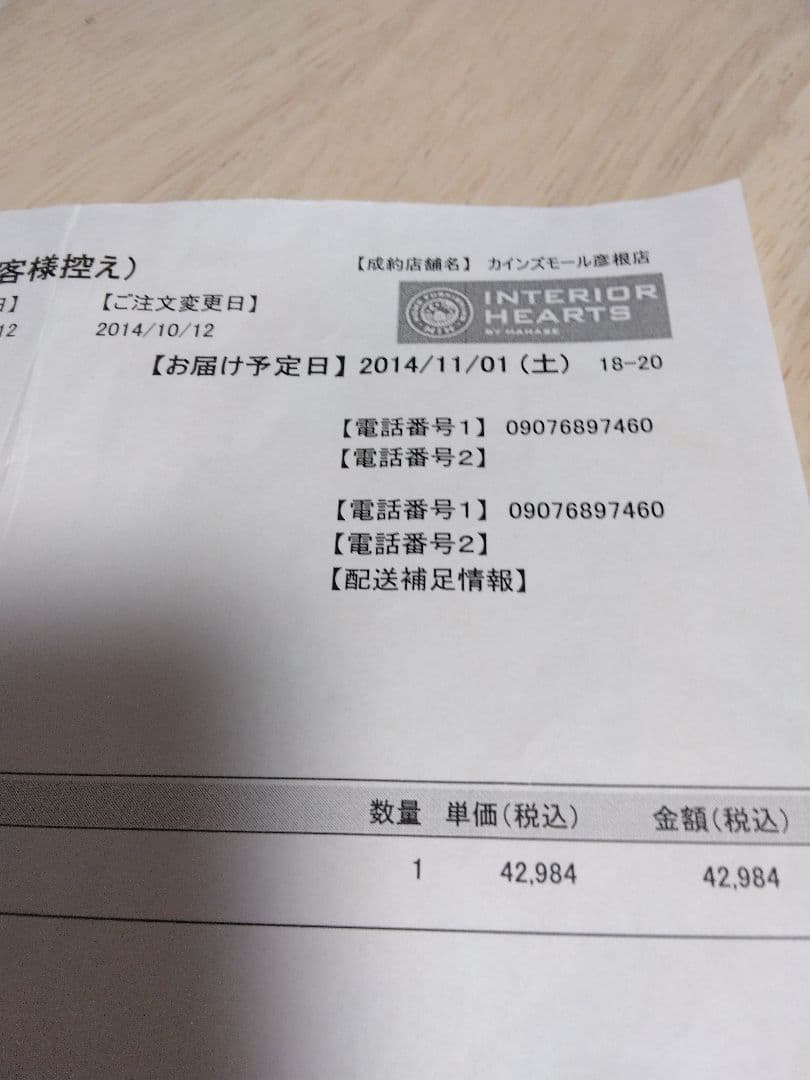 客様控え)
【成約店舗名】 カインズモール彦根店
日】 【ご注文変更日】
12 2014/10/12
INTERIOR
HEARTS
BY MANABE
【お届け予定日】2014/11/01(土) 18-20
【電話番号1】 09076897460
【電話番号2】
【電話番号1】 09076897460
【電話番号2】
【配送補足情報】
数量 単価(税込) 金額(税込)
1 42,984 42,984